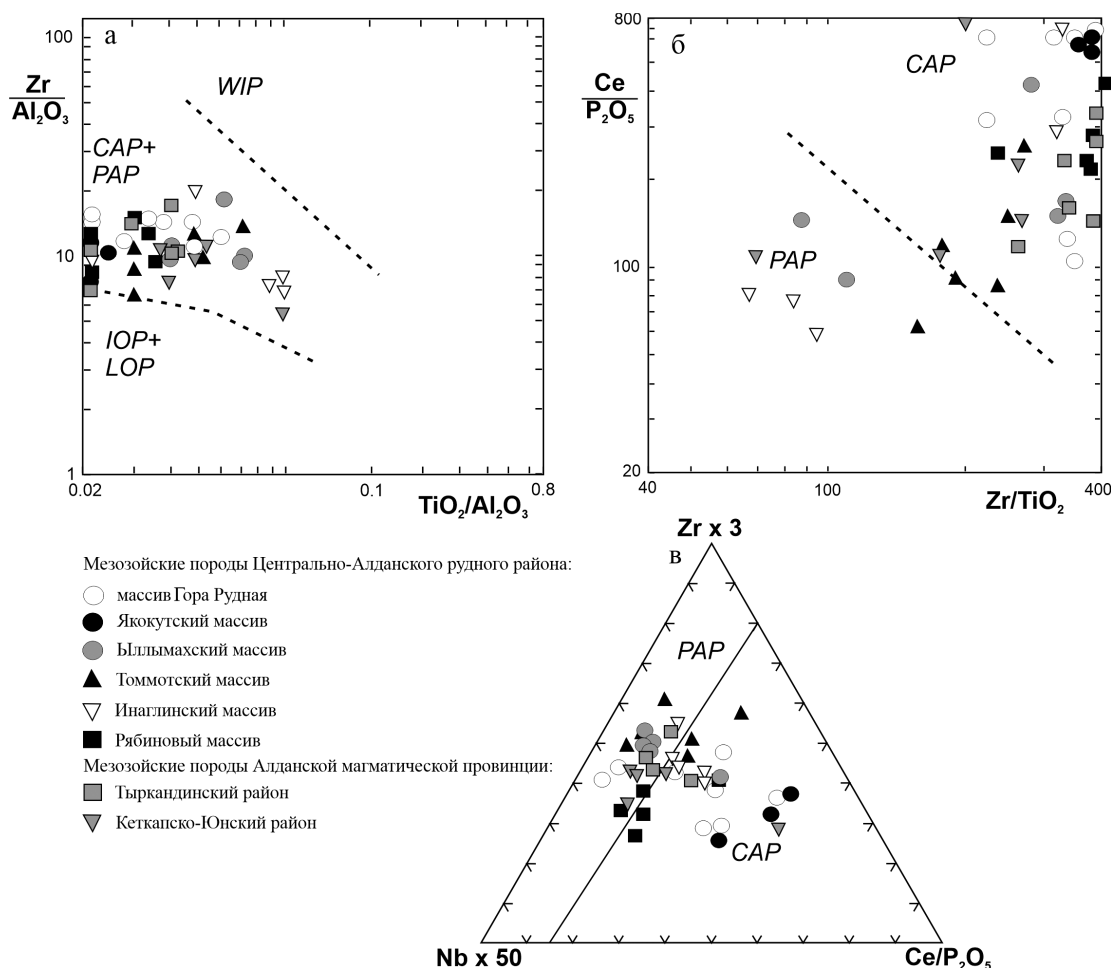 100
а
Zr
Al₂O₃
WIP
CAP+
PAP
10
IOP+
LOP
1
0.02
0.1
0.8
TiO₂/Al₂O₃
800
б
Ce
P₂O₅
CAP
100
PAP
20
40
100
200
400
Zr/TiO₂
Мезозойские породы Центрально-Алданского рудного района:
массив Гора Рудная
Якокутский массив
Ыллымахский массив
Томмотский массив
Инаглинский массив
Рябиновый массив
Мезозойские породы Алданской магматической провинции:
Тыркандинский район
Кеткапско-Юнский район
Zr x 3
в
PAP
CAP
Nb x 50
Ce/P₂O₅